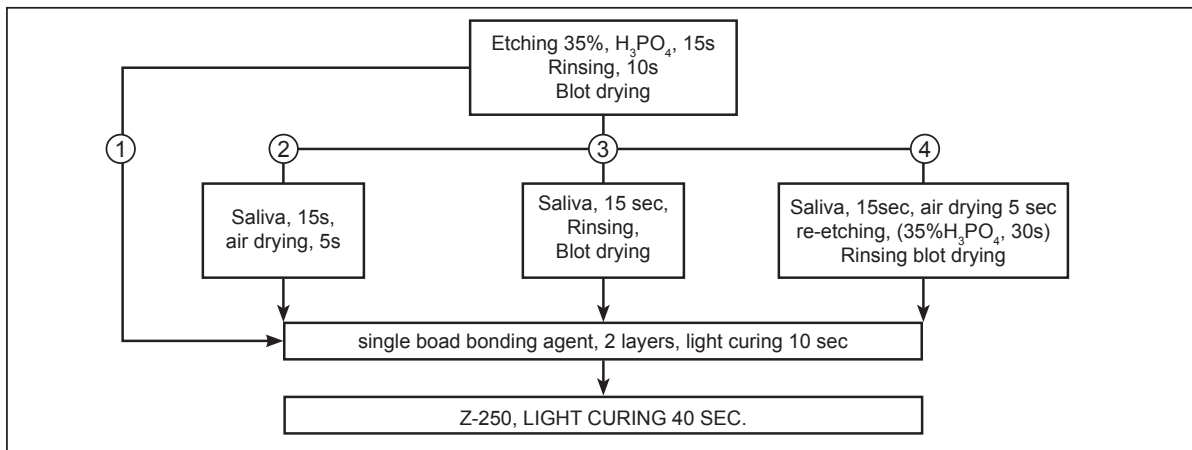 Etching 35%, H₃PO₄, 15s
Rinsing, 10s
Blot drying
1
2
3
4
Saliva, 15s,
air drying, 5s
Saliva, 15 sec,
Rinsing,
Blot drying
Saliva, 15sec, air drying 5 sec
re-etching, (35%H₃PO₄, 30s)
Rinsing blot drying
single boad bonding agent, 2 layers, light curing 10 sec
Z-250, LIGHT CURING 40 SEC.